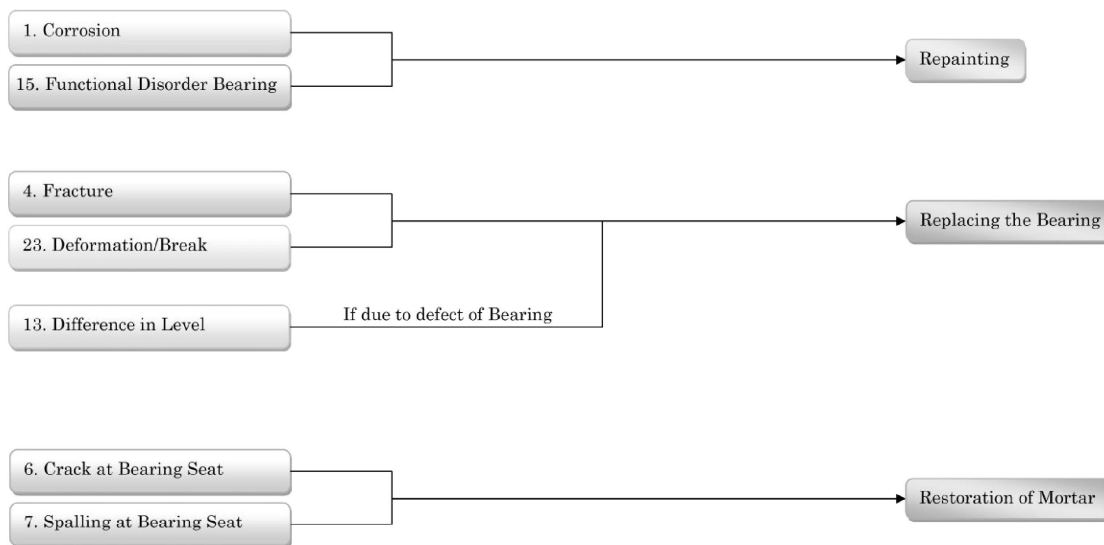 1. Corrosion
15. Functional Disorder Bearing
Repainting
4. Fracture
23. Deformation/Break
Replacing the Bearing
13. Difference in Level
If due to defect of Bearing
6. Crack at Bearing Seat
7. Spalling at Bearing Seat
Restoration of Mortar